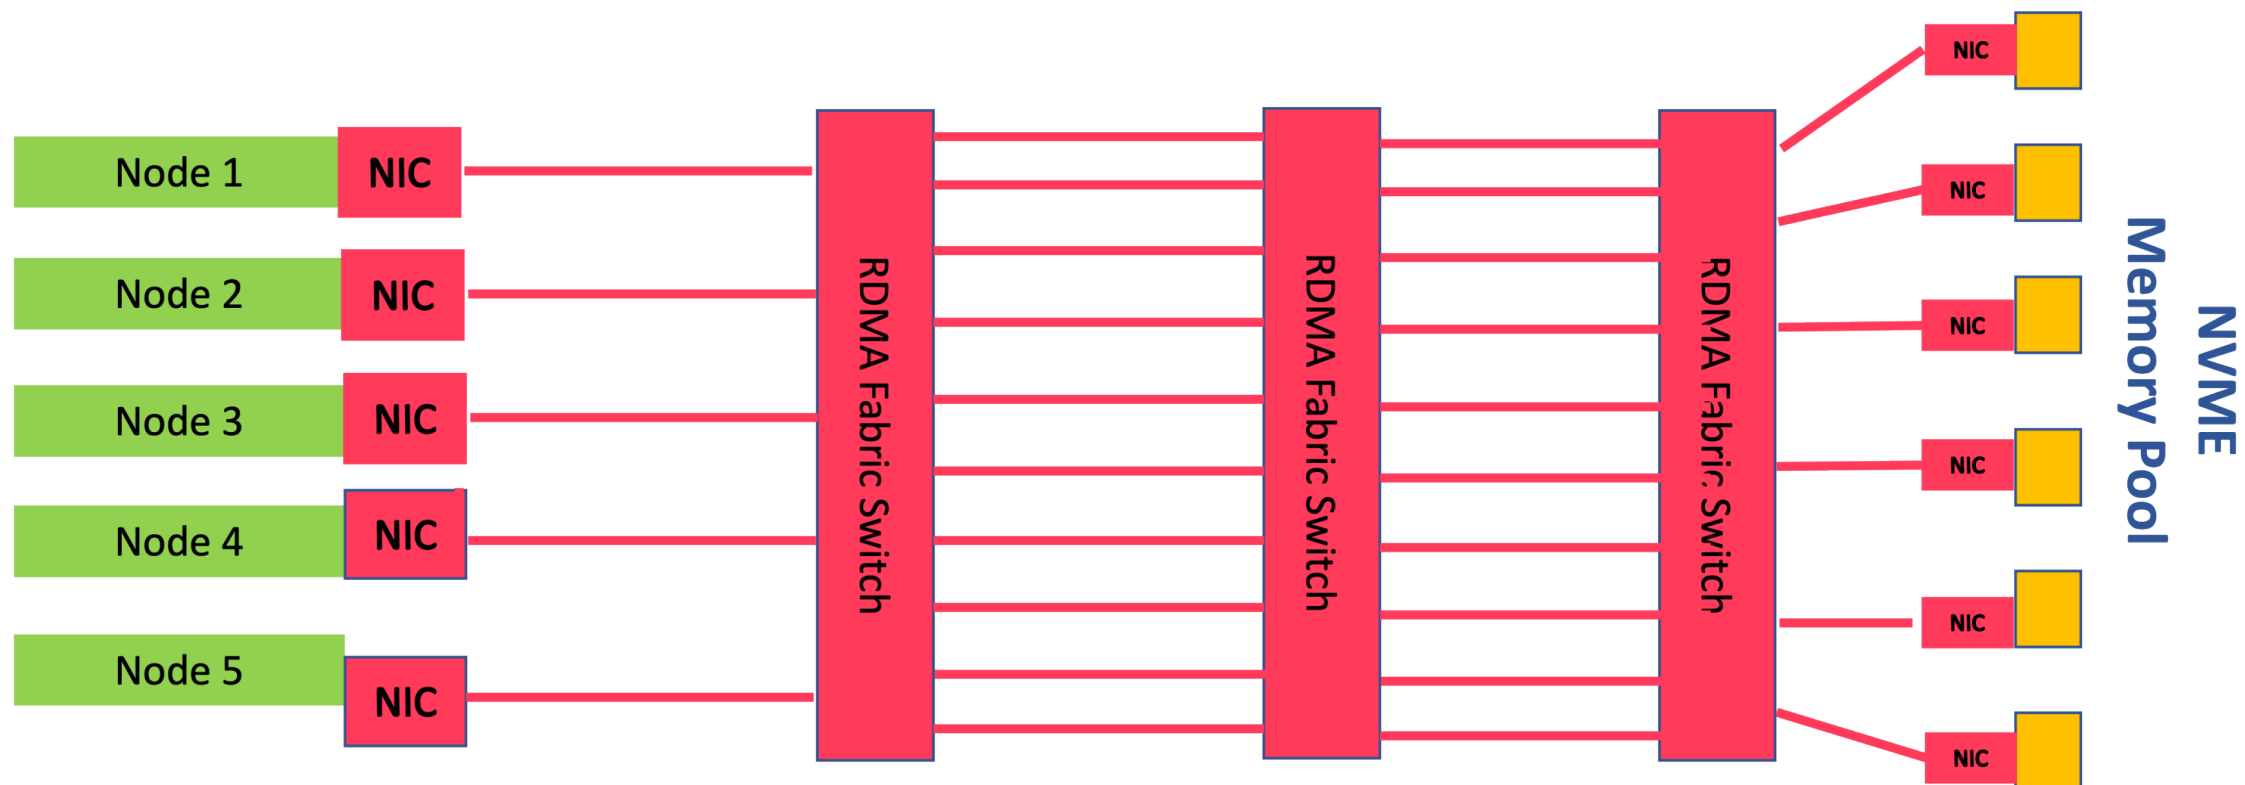 Node 1
NIC
Node 2
NIC
Node 3
NIC
Node 4
NIC
Node 5
NIC
RDMA Fabric Switch
RDMA Fabric Switch
RDMA Fabric Switch
NIC
NIC
NIC
NIC
NIC
NIC
NVME
Memory Pool